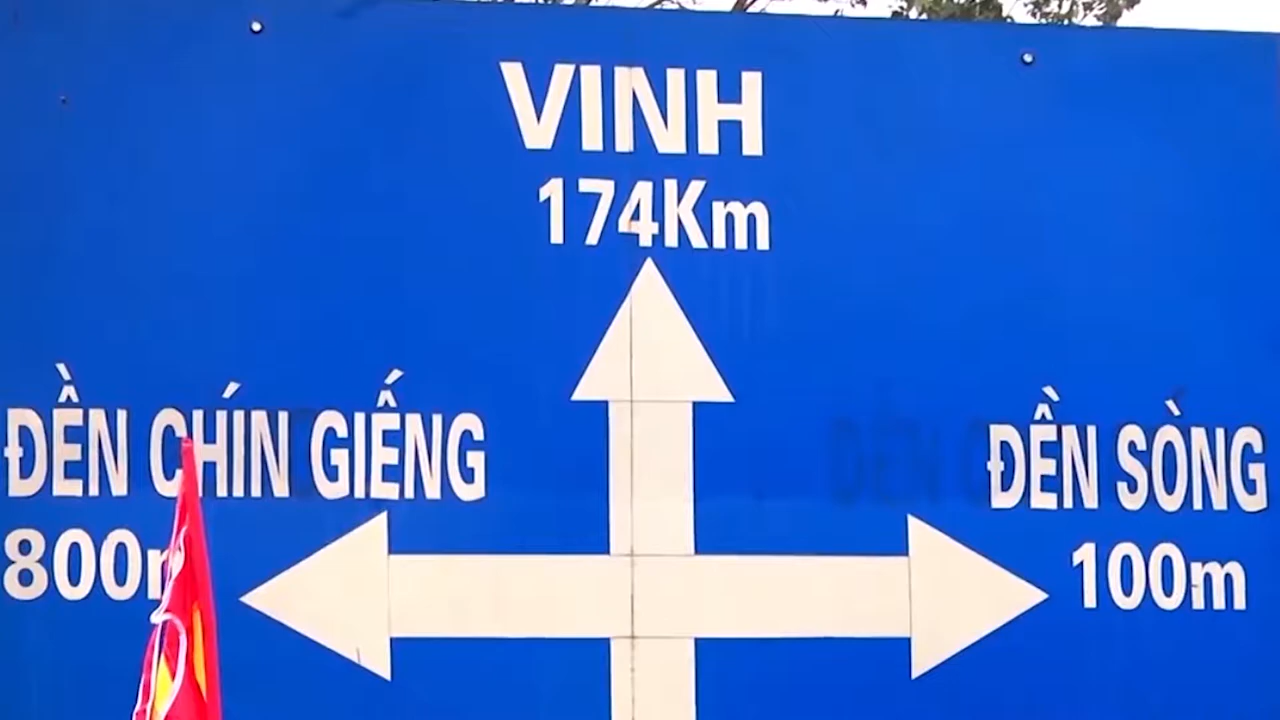 VINH
174Km
ĐỀN CHÍN GIẾNG
800m
ĐỀN SÒNG
100m